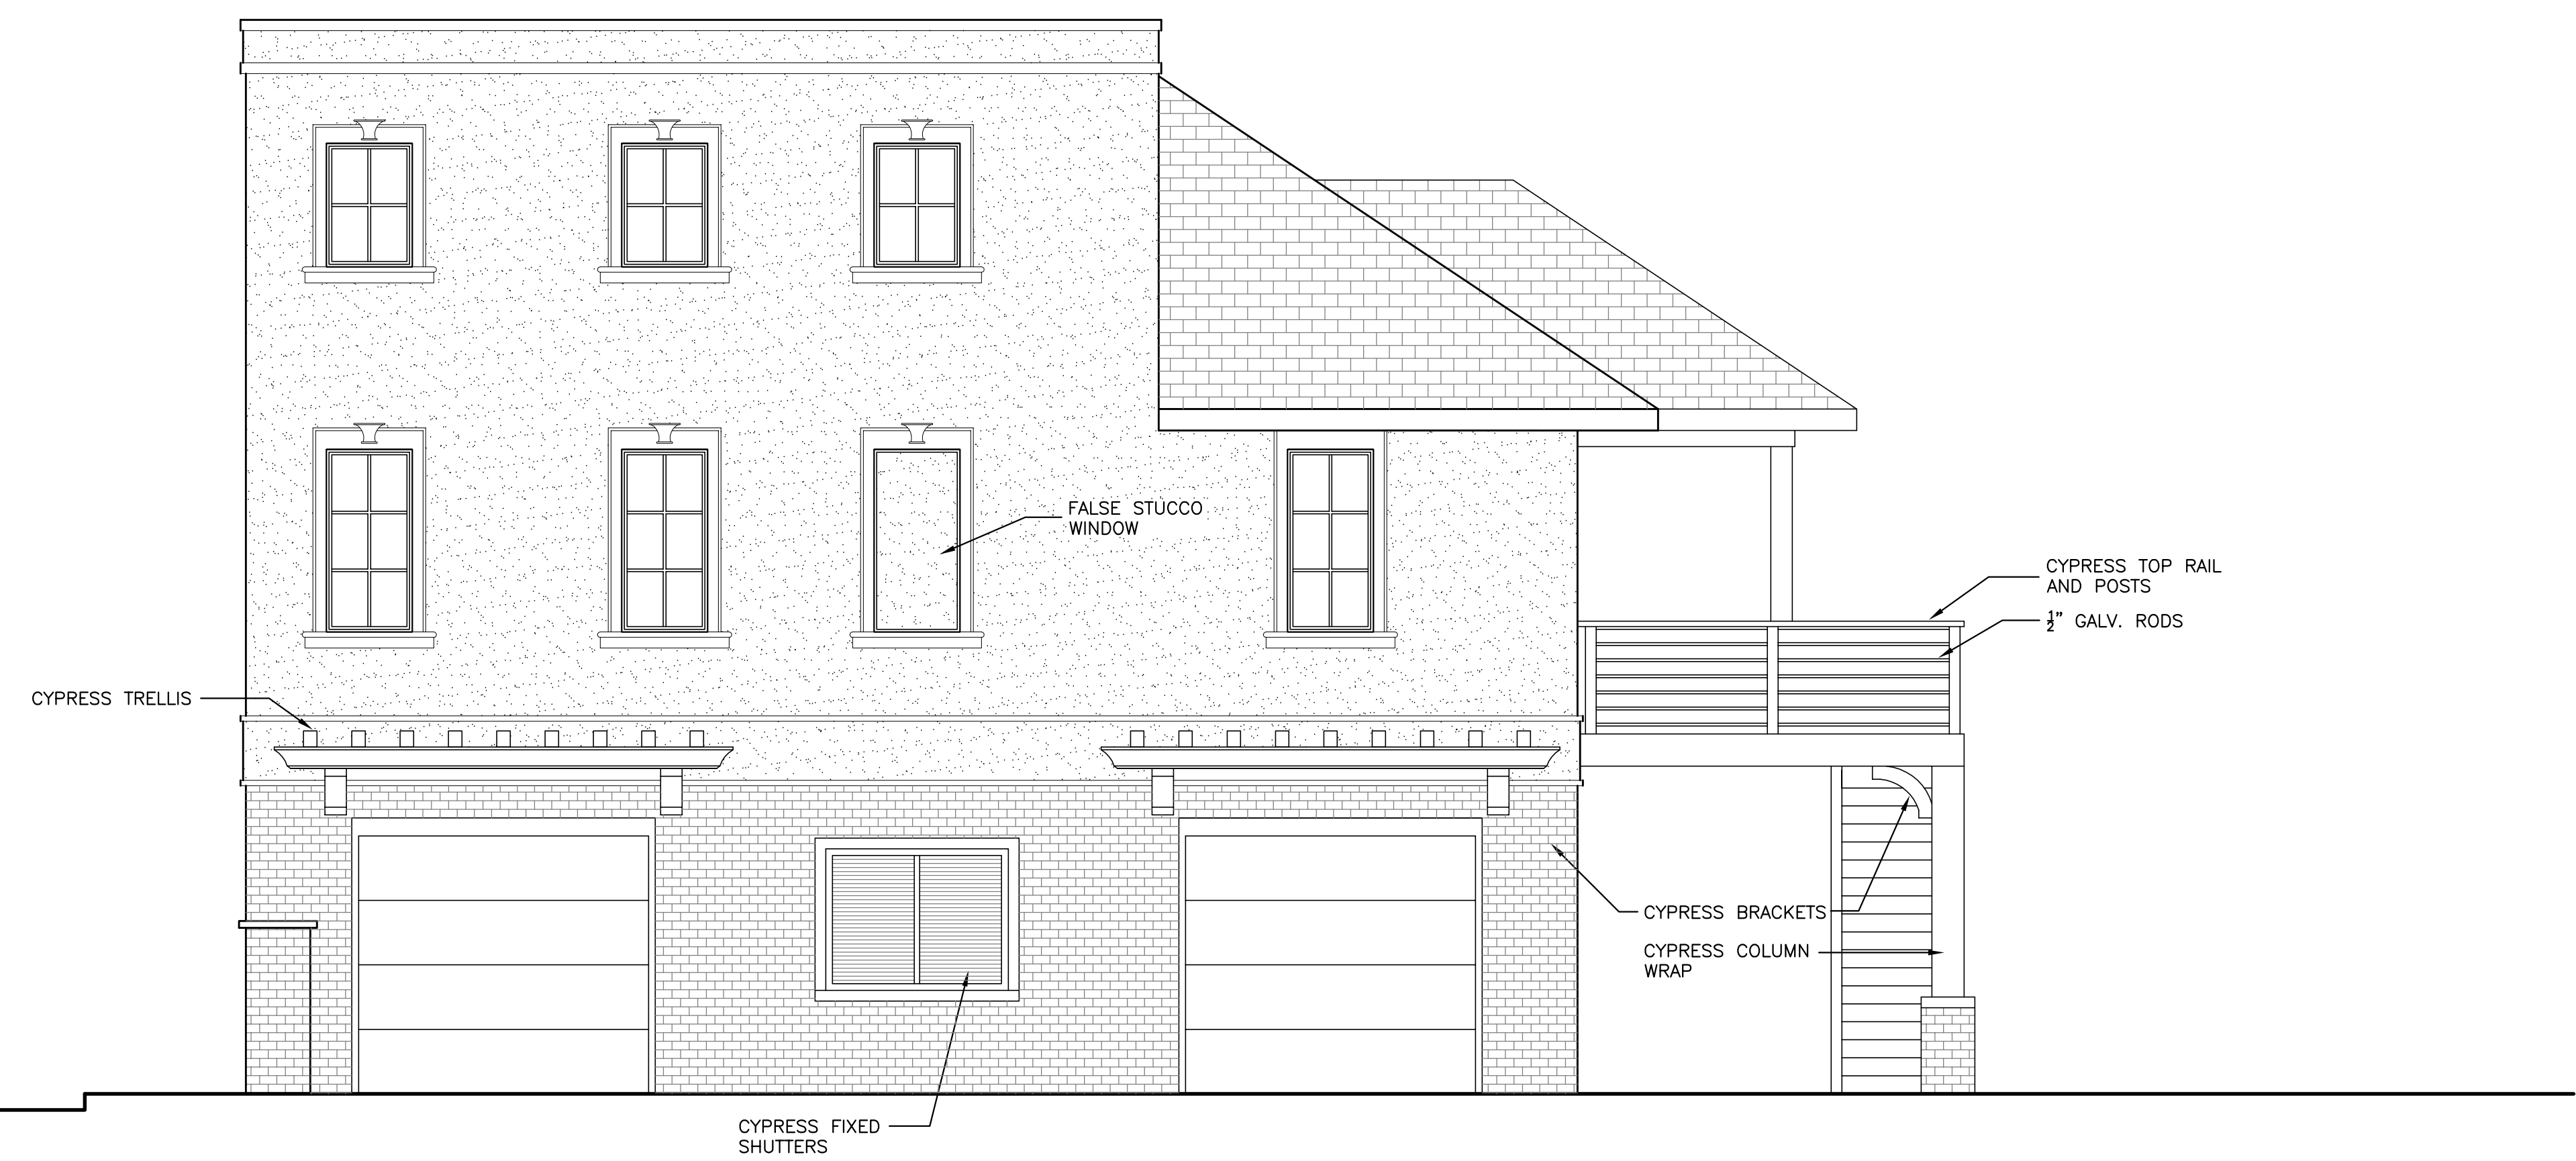 FALSE STUCCO
WINDOW
CYPRESS TOP RAIL
AND POSTS
½" GALV. RODS
CYPRESS TRELLIS
CYPRESS BRACKETS
CYPRESS COLUMN
WRAP
CYPRESS FIXED
SHUTTERS